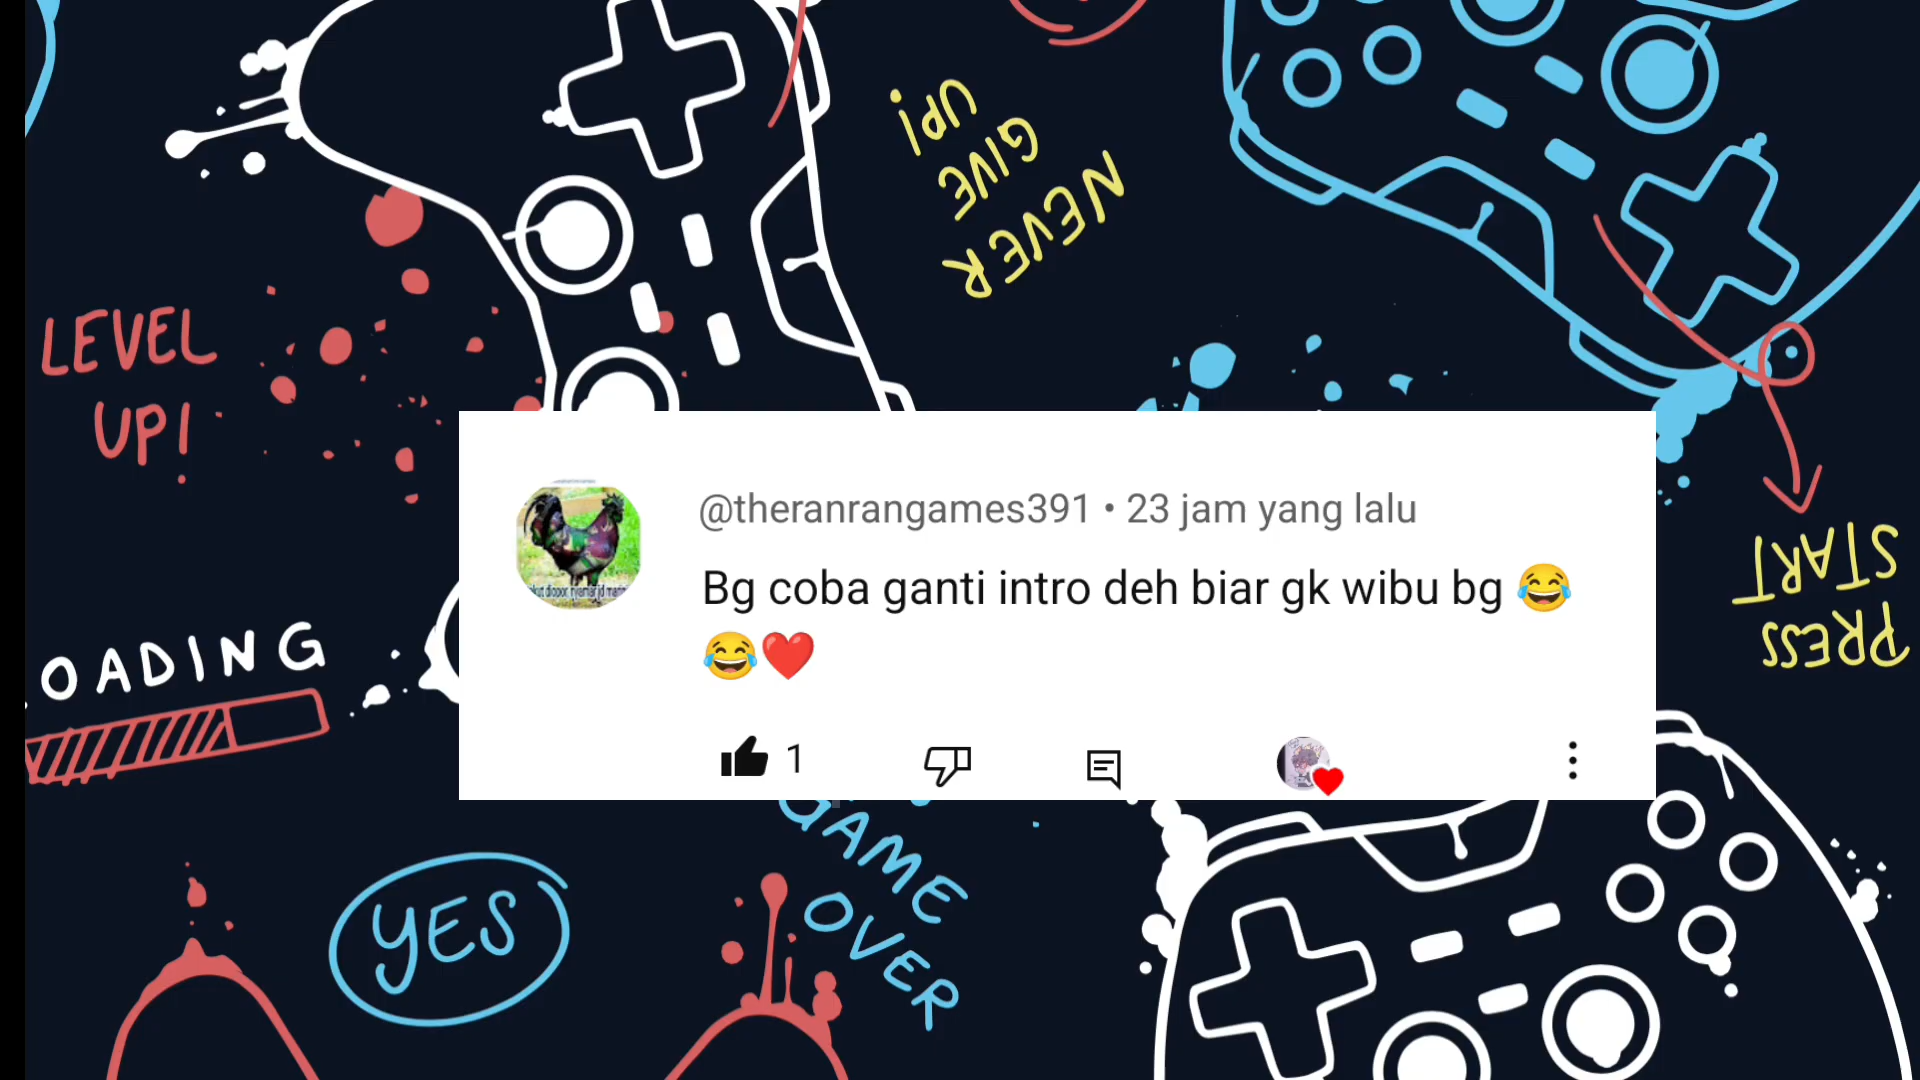 NEVER
GIVE
UP!
LEVEL
UP!
@theranrangames391 • 23 jam yang lalu
Bg coba ganti intro deh biar gk wibu bg 😂
😂❤️
1
PRESS
START
OADING
GAME
OVER
YES